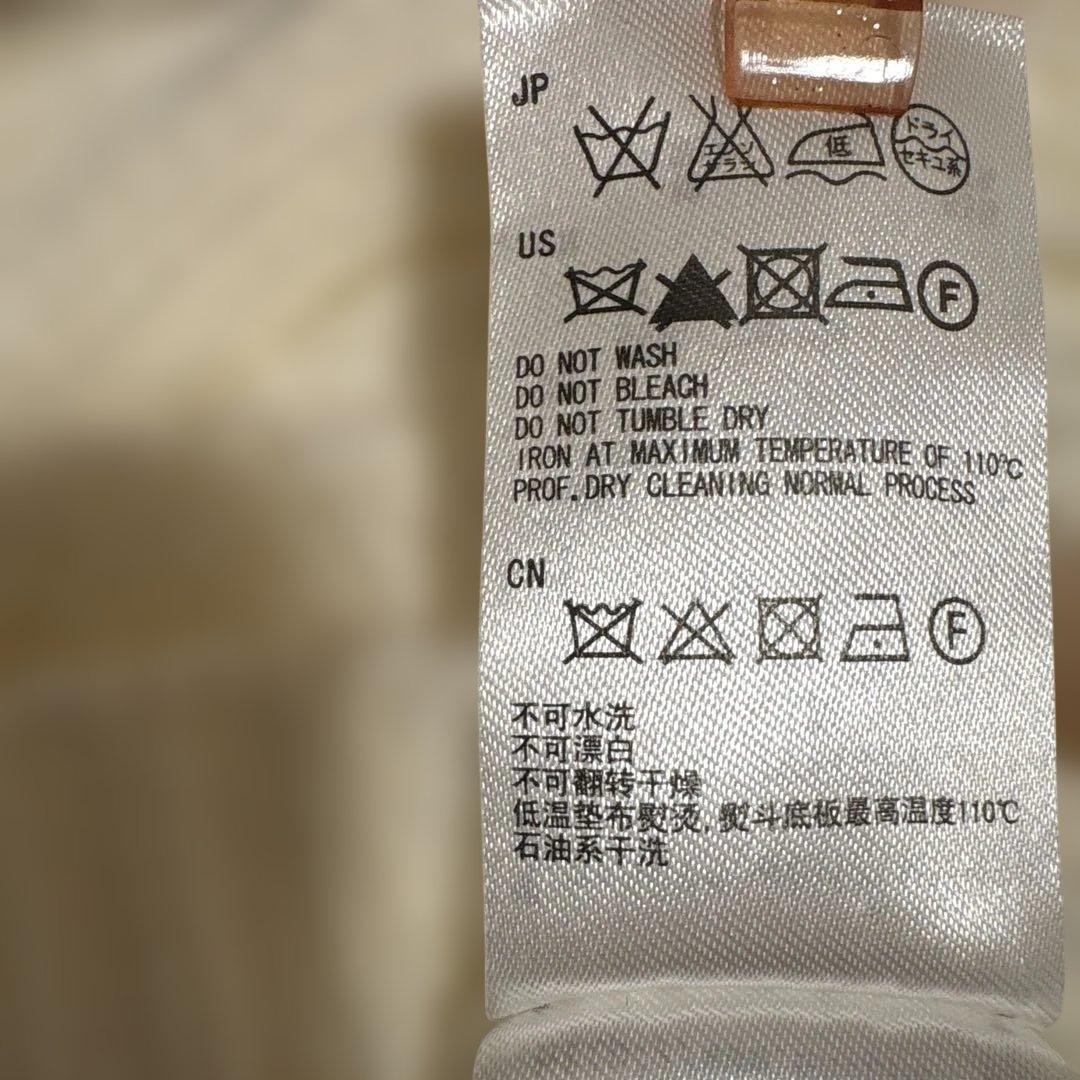 JP
エンソ
サラシ
低
ドライ
セキユ系
US
F
DO NOT WASH
DO NOT BLEACH
DO NOT TUMBLE DRY
IRON AT MAXIMUM TEMPERATURE OF 110℃
PROF.DRY CLEANING NORMAL PROCESS
CN
F
不可水洗
不可漂白
不可翻转干燥
低温垫布熨烫,熨斗底板最高温度110℃
石油系干洗